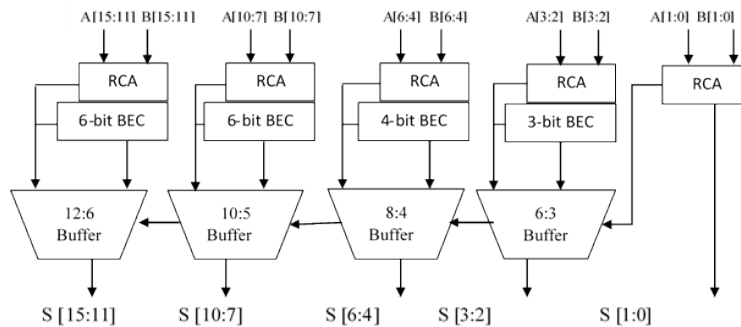 A[15:11] B[15:11] A[10:7] B[10:7] A[6:4] B[6:4] A[3:2] B[3:2] A[1:0] B[1:0]
RCA RCA RCA RCA RCA
6-bit BEC 6-bit BEC 4-bit BEC 3-bit BEC
12:6 10:5 8:4 6:3
Buffer Buffer Buffer Buffer
S [15:11] S [10:7] S [6:4] S [3:2] S [1:0]